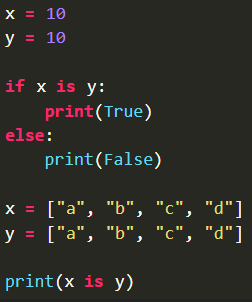 x = 10
y = 10
if x is y:
    print(True)
else:
    print(False)
x = ["a", "b", "c", "d"]
y = ["a", "b", "c", "d"]
print(x is y)